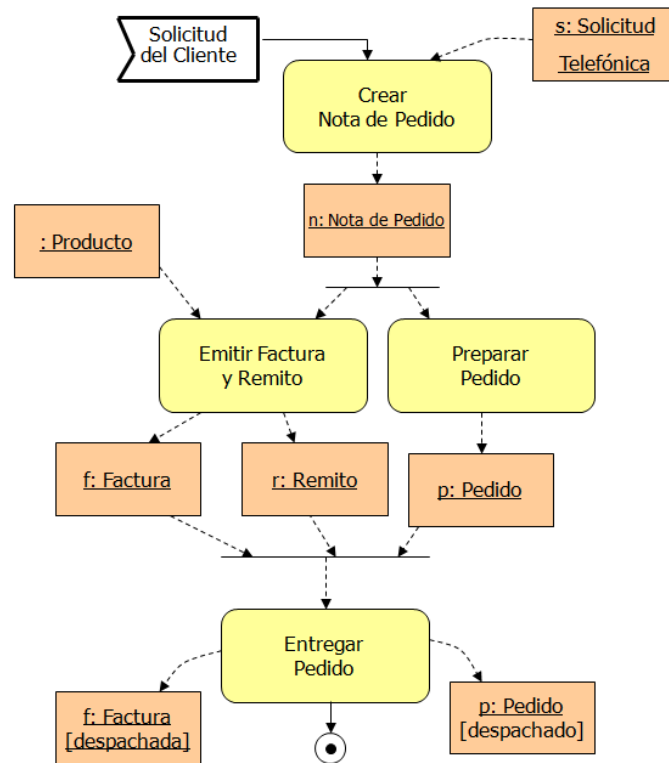 Solicitud
del Cliente
s: Solicitud
Telefónica
Crear
Nota de Pedido
n: Nota de Pedido
: Producto
Emitir Factura
y Remito
Preparar
Pedido
f: Factura
r: Remito
p: Pedido
Entregar
Pedido
f: Factura
[despachada]
p: Pedido
[despachado]